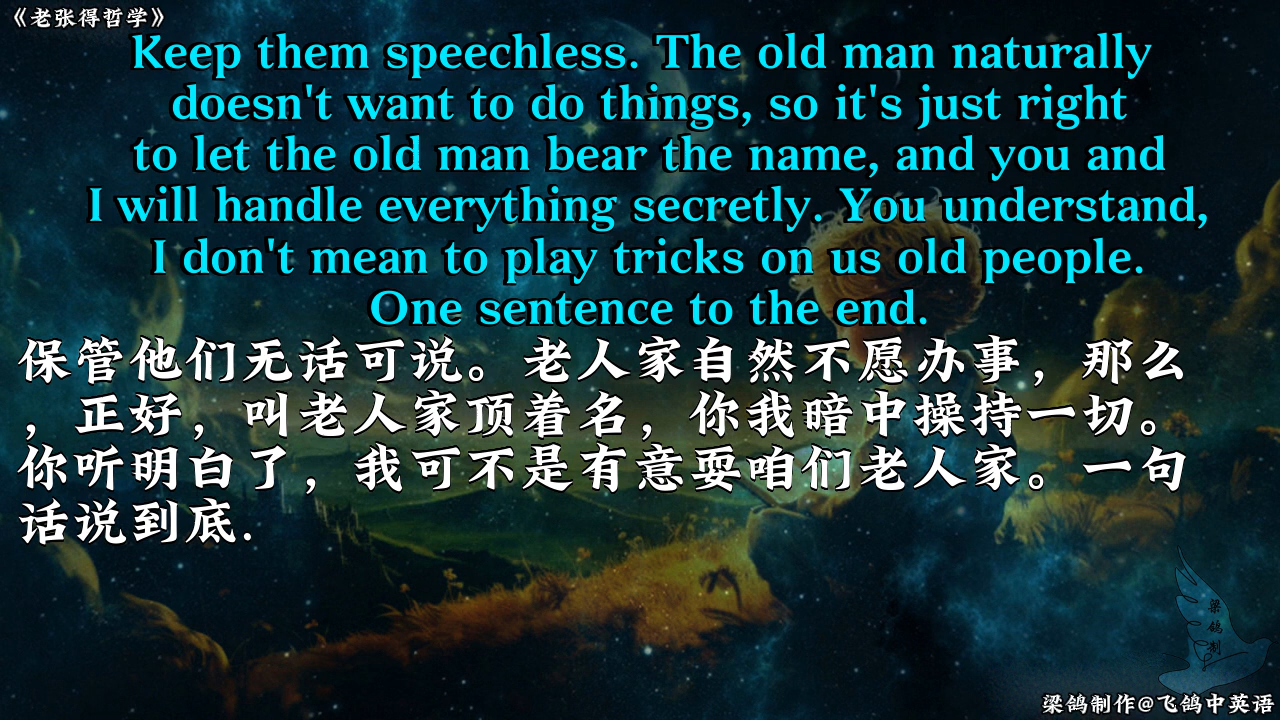 《老张得哲学》
Keep them speechless. The old man naturally
doesn't want to do things, so it's just right
to let the old man bear the name, and you and
I will handle everything secretly. You understand,
I don't mean to play tricks on us old people.
One sentence to the end.
保管他们无话可说。老人家自然不愿办事，那么
，正好，叫老人家顶着名，你我暗中操持一切。
你听明白了，我可不是有意耍咱们老人家。一句
话说到底.
梁鸽制
梁鸽制作@飞鸽中英语